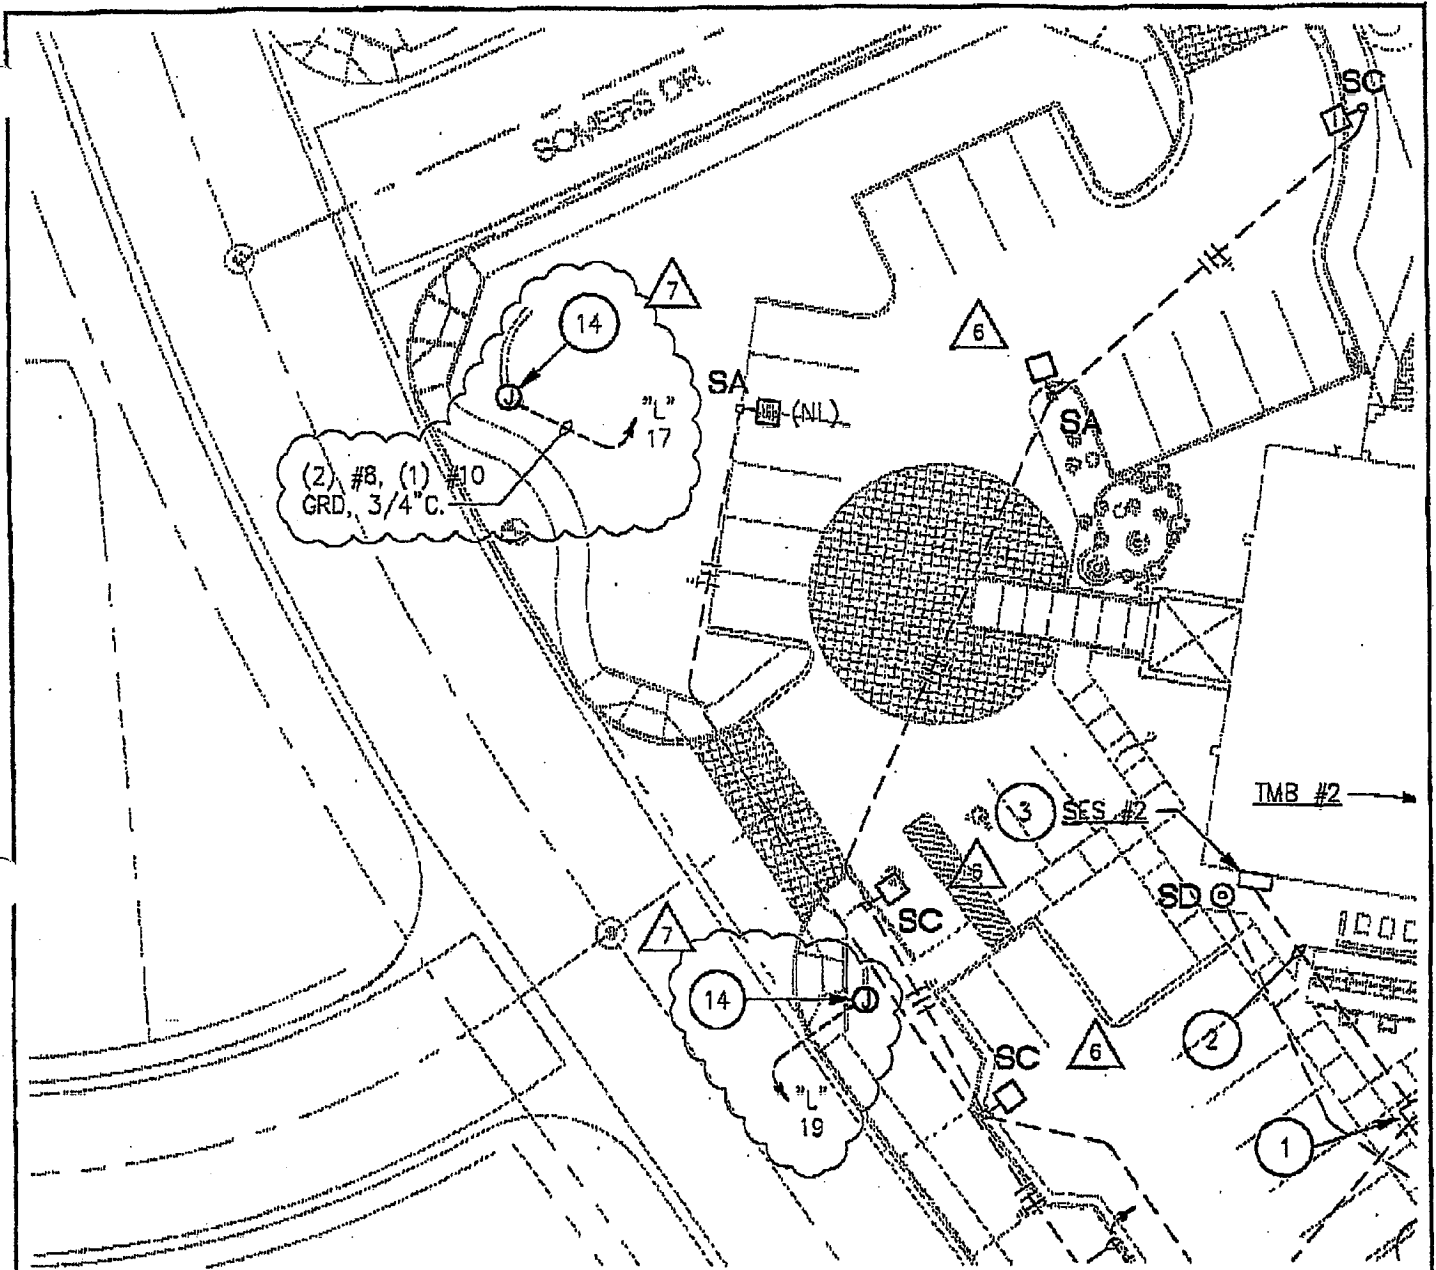 SC
SOMERS DR.
7
14
6
"L"
17
SA
(NL)
SA
(2) #8, (1) #10
GRD, 3/4"C.
TMB #2
3
SES #2
6
SD
SC
7
14
2
SC
6
"L"
19
1